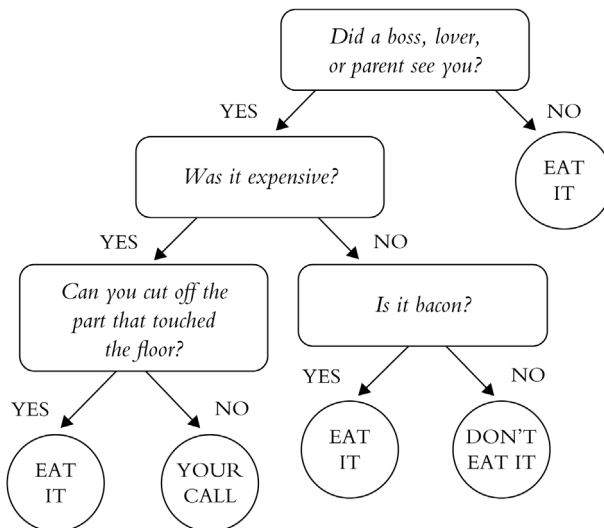 Did a boss, lover,
or parent see you?
YES
NO
Was it expensive?
EAT
IT
YES
NO
Can you cut off the
part that touched
the floor?
Is it bacon?
YES
NO
YES
NO
EAT
IT
YOUR
CALL
EAT
IT
DON'T
EAT IT